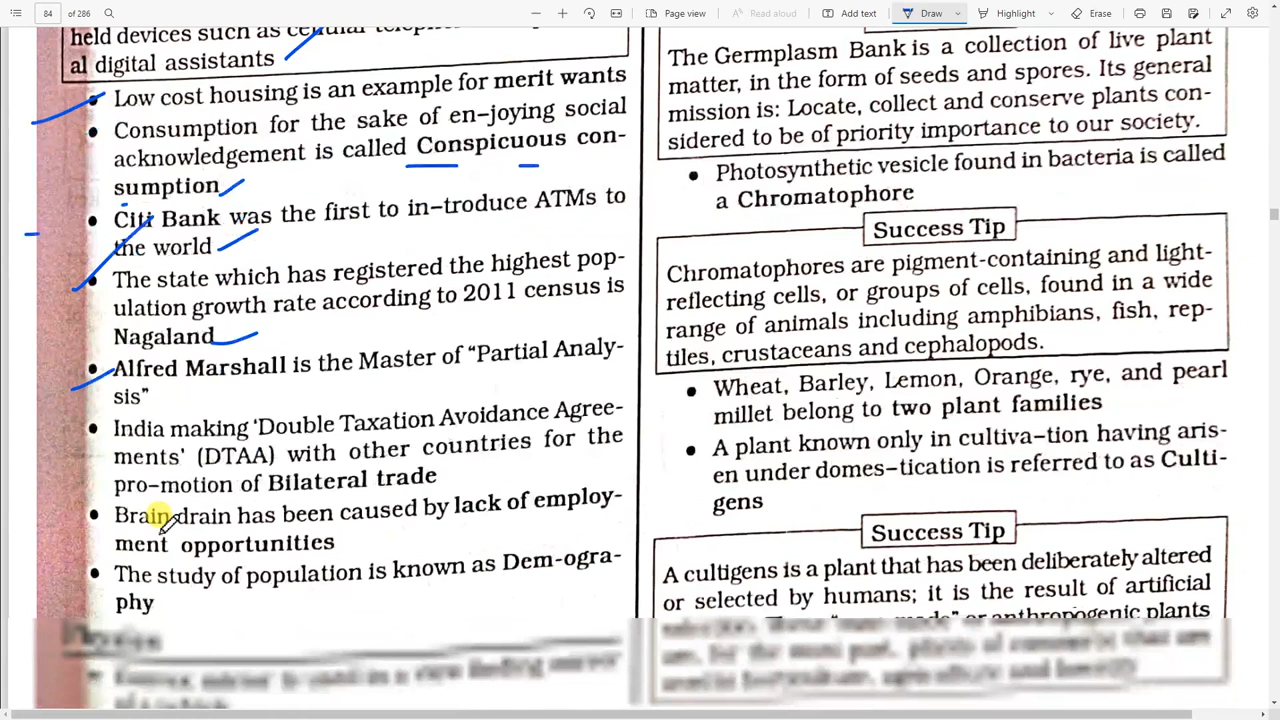 84 of 286
Page view
Read aloud
Add text
Draw
Highlight
Erase
held devices such as cellular
al digital assistants
• Low cost housing is an example for merit wants
• Consumption for the sake of en-joying social
acknowledgement is called Conspicuous con-
sumption
• Citi Bank was the first to in-troduce ATMs to
the world
• The state which has registered the highest pop-
ulation growth rate according to 2011 census is
Nagaland
• Alfred Marshall is the Master of "Partial Analy-
sis"
• India making 'Double Taxation Avoidance Agree-
ments' (DTAA) with other countries for the
pro-motion of Bilateral trade
• Brain drain has been caused by lack of employ-
ment opportunities
• The study of population is known as Dem-ogra-
phy
Physics
The Germplasm Bank is a collection of live plant
matter, in the form of seeds and spores. Its general
mission is: Locate, collect and conserve plants con-
sidered to be of priority importance to our society.
• Photosynthetic vesicle found in bacteria is called
a Chromatophore
Success Tip
Chromatophores are pigment-containing and light-
reflecting cells, or groups of cells, found in a wide
range of animals including amphibians, fish, rep-
tiles, crustaceans and cephalopods.
• Wheat, Barley, Lemon, Orange, rye, and pearl
millet belong to two plant families
• A plant known only in cultiva-tion having aris-
en under domes-tication is referred to as Culti-
gens
Success Tip
A cultigens is a plant that has been deliberately altered
or selected by humans; it is the result of artificial
or anthropogenic plants